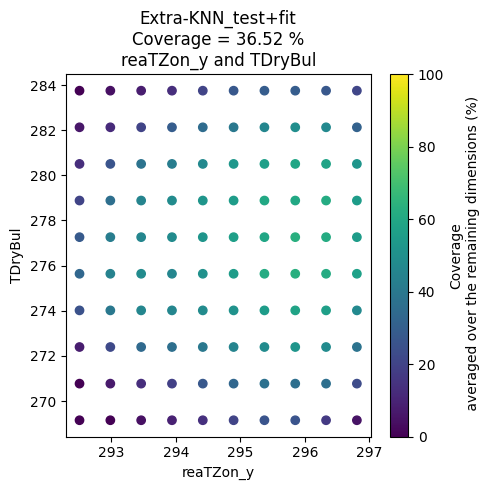 Extra-KNN_test+fit
Coverage = 36.52 %
reaTZon_y and TDryBul
284
282
280
278
276
274
272
270
TDryBul
293
294
295
296
297
reaTZon_y
100
80
60
40
20
0
Coverage
averaged over the remaining dimensions (%)